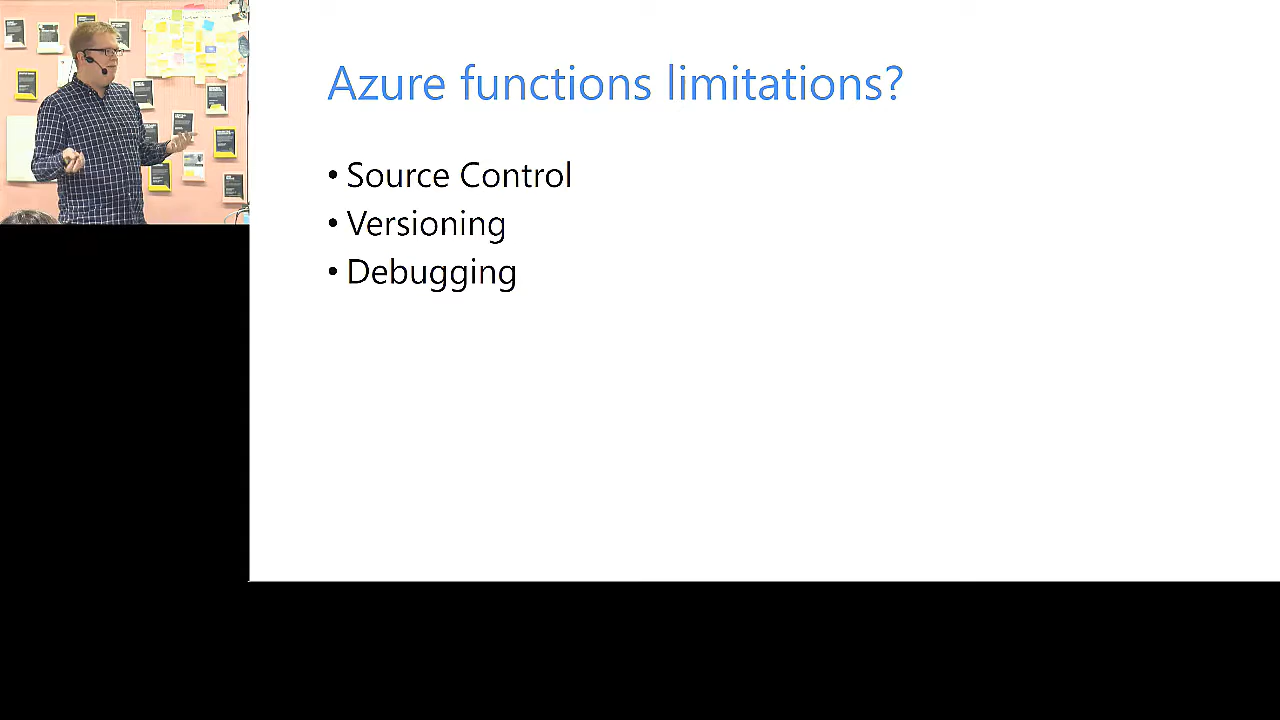 Azure functions limitations?
• Source Control
• Versioning
• Debugging